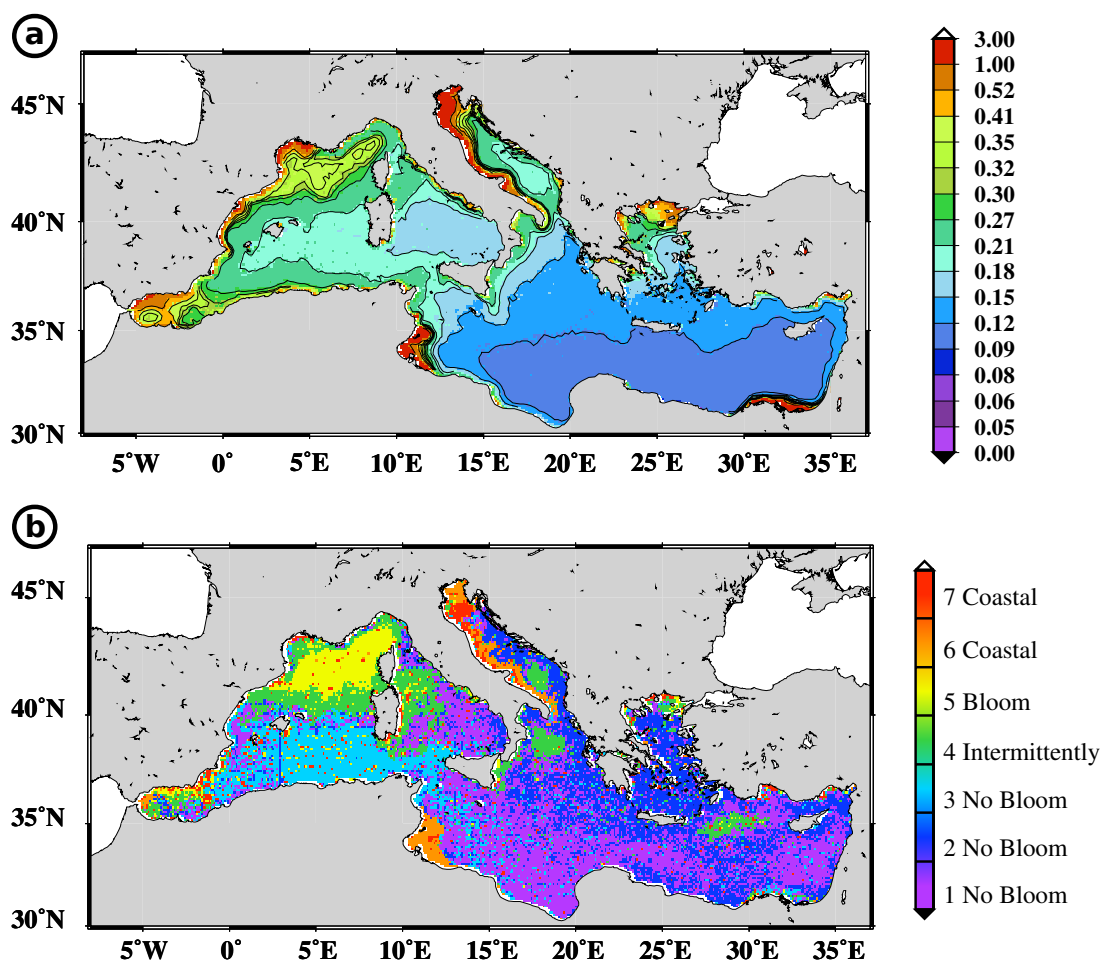 a
45°N
40°N
35°N
30°N
5°W 0° 5°E 10°E 15°E 20°E 25°E 30°E 35°E
3.00
1.00
0.52
0.41
0.35
0.32
0.30
0.27
0.21
0.18
0.15
0.12
0.09
0.08
0.06
0.05
0.00
b
45°N
40°N
35°N
30°N
5°W 0° 5°E 10°E 15°E 20°E 25°E 30°E 35°E
7 Coastal
6 Coastal
5 Bloom
4 Intermittently
3 No Bloom
2 No Bloom
1 No Bloom